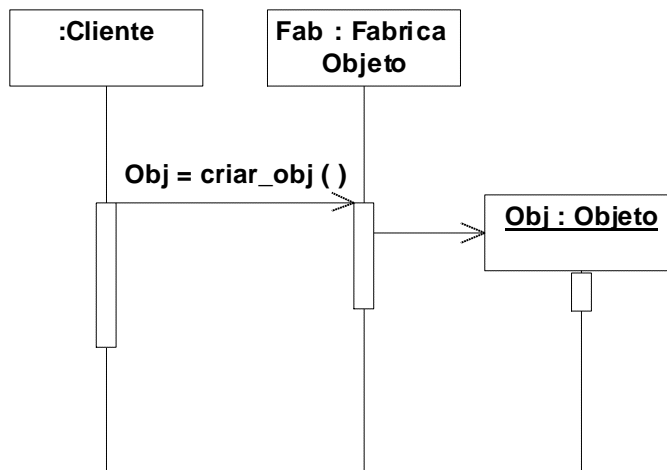 :Cliente
Fab : Fabrica
Objeto
Obj = criar_obj ( )
Obj : Objeto